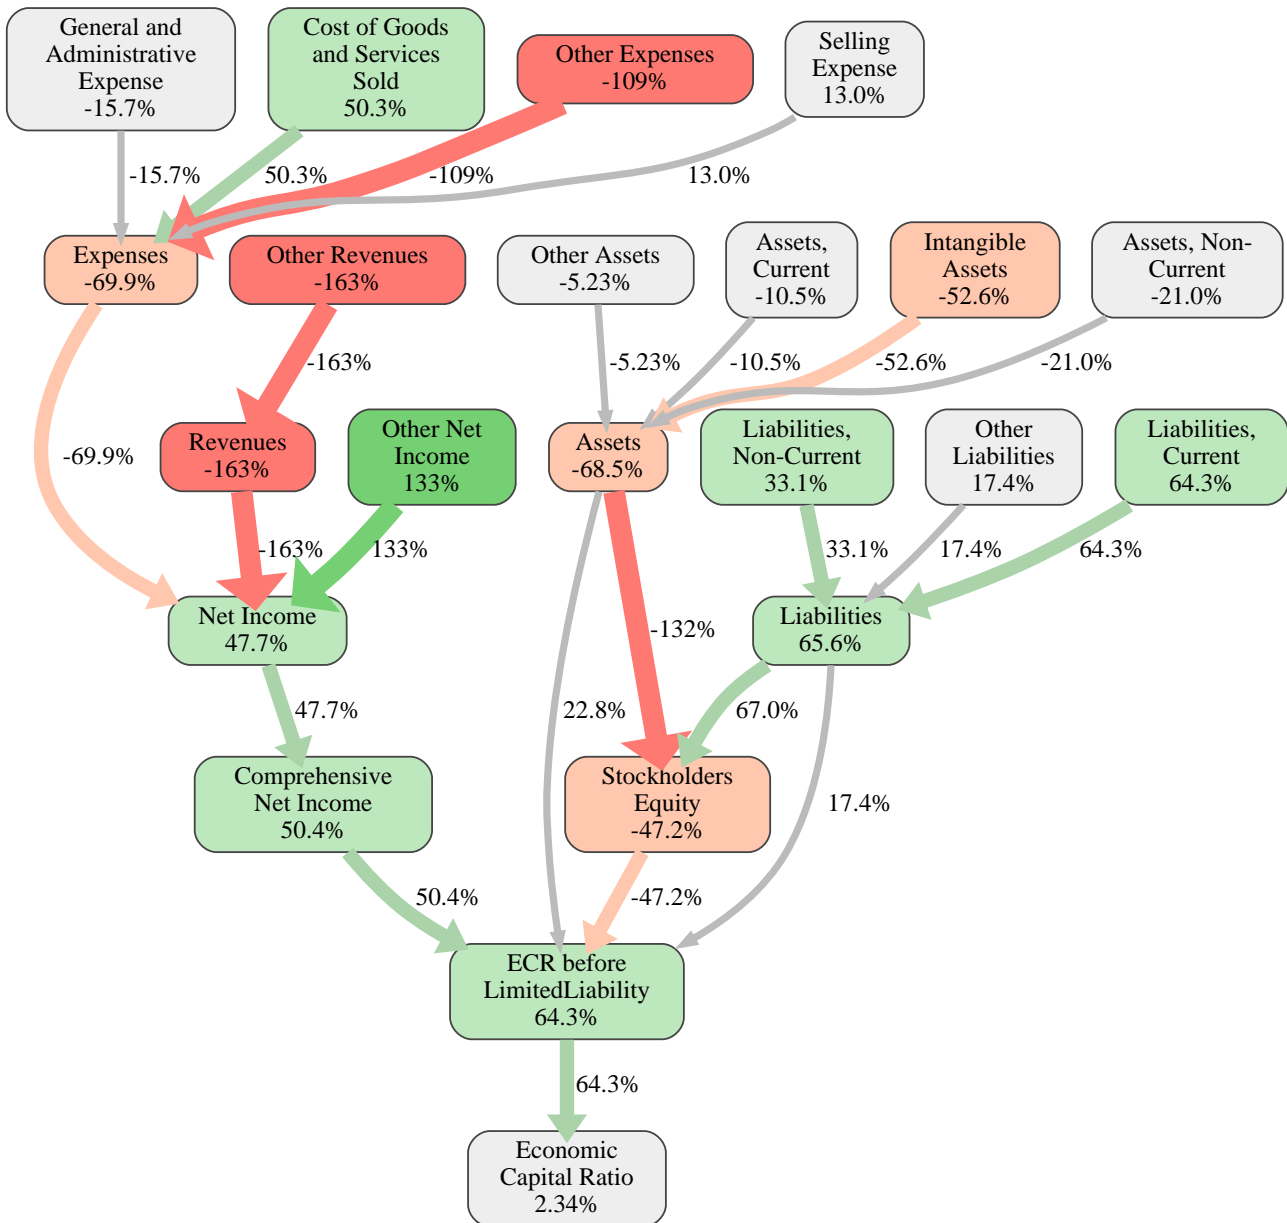 General and
Administrative
Expense
-15.7%
Cost of Goods
and Services
Sold
50.3%
Other Expenses
-109%
Selling
Expense
13.0%
-15.7%
50.3%
-109%
13.0%
Expenses
-69.9%
Other Revenues
-163%
Other Assets
-5.23%
Assets,
Current
-10.5%
Intangible
Assets
-52.6%
Assets, Non-
Current
-21.0%
-163%
-5.23%
-10.5%
-52.6%
-21.0%
-69.9%
Revenues
-163%
Other Net
Income
133%
Assets
-68.5%
Liabilities,
Non-Current
33.1%
Other
Liabilities
17.4%
Liabilities,
Current
64.3%
-163%
133%
33.1%
17.4%
64.3%
Net Income
47.7%
-132%
Liabilities
65.6%
47.7%
22.8%
67.0%
17.4%
Comprehensive
Net Income
50.4%
Stockholders
Equity
-47.2%
50.4%
-47.2%
ECR before
LimitedLiability
64.3%
64.3%
Economic
Capital Ratio
2.34%